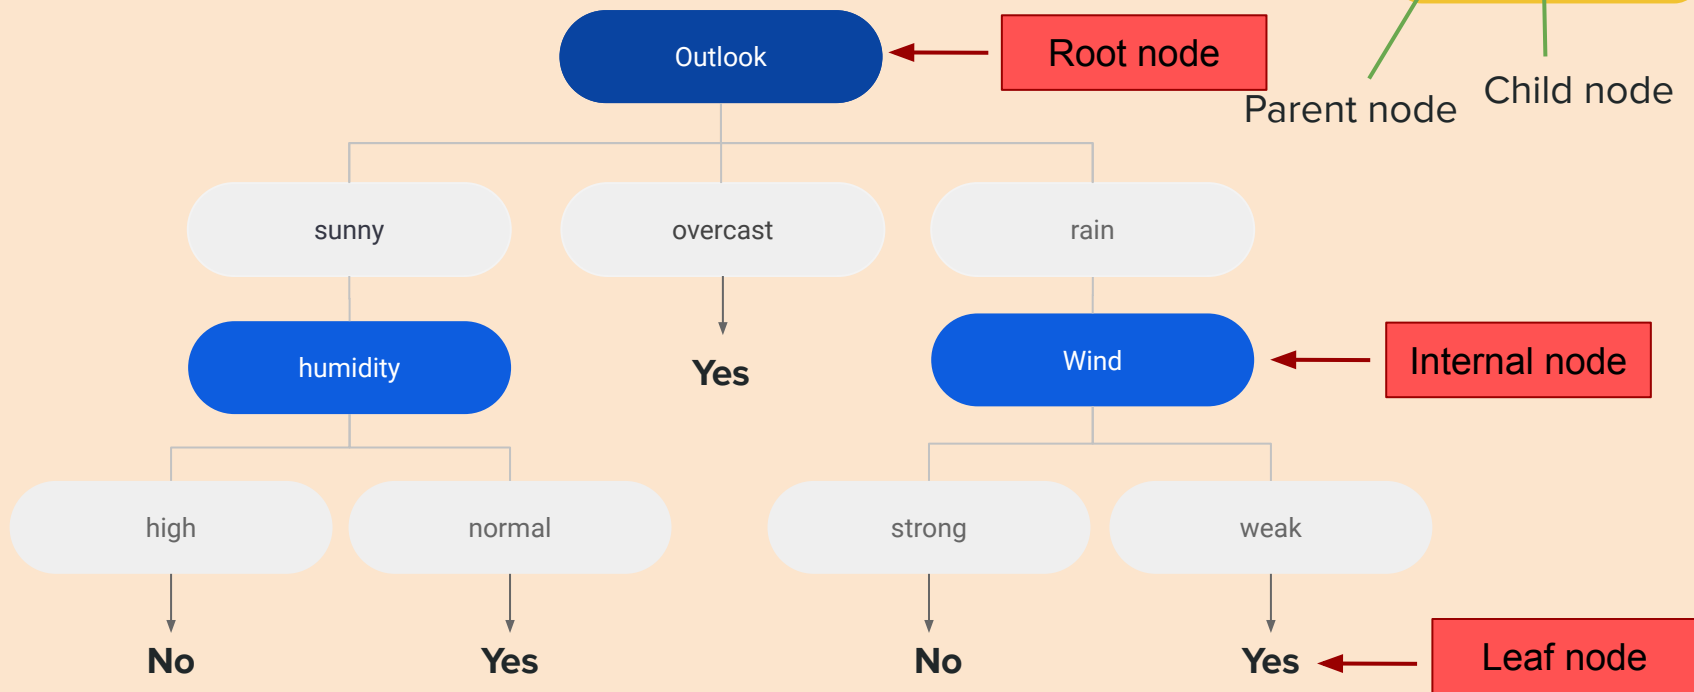 Outlook
Root node
Parent node
Child node
sunny
overcast
rain
humidity
Yes
Wind
Internal node
high
normal
strong
weak
No
Yes
No
Yes
Leaf node